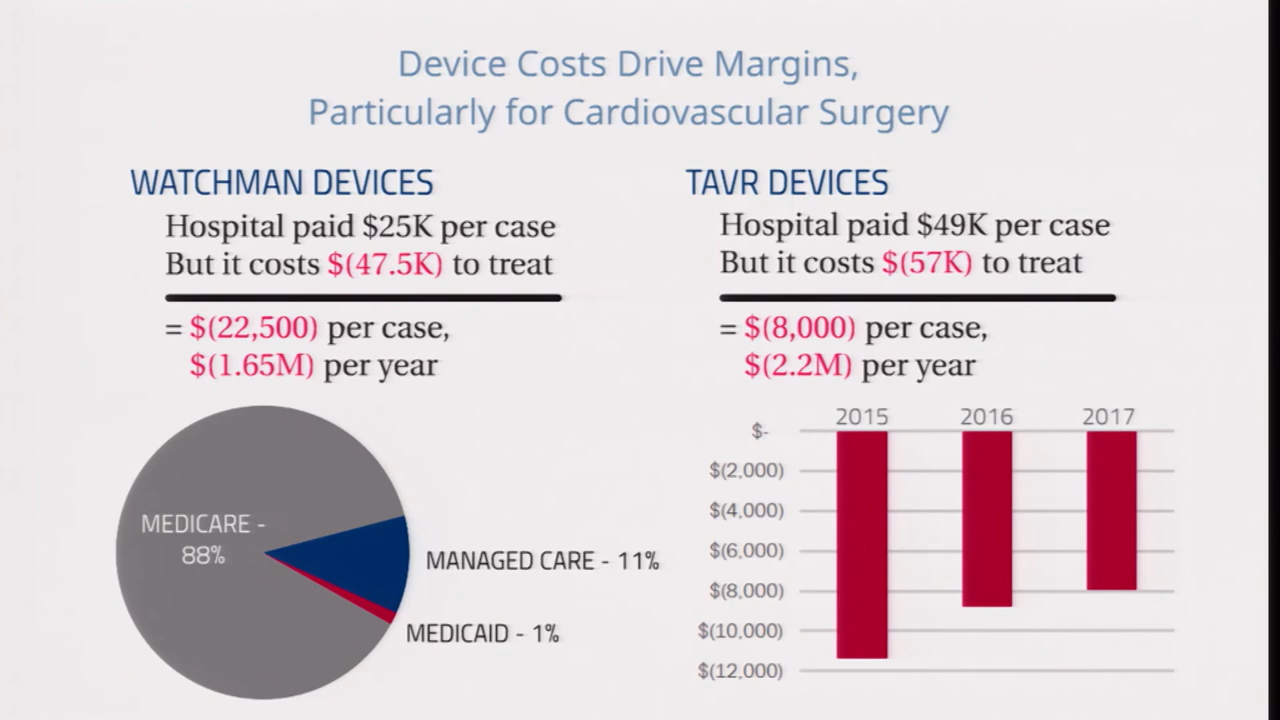 Device Costs Drive Margins,
Particularly for Cardiovascular Surgery
WATCHMAN DEVICES
Hospital paid $25K per case
But it costs $(47.5K) to treat
= $(22,500) per case,
$(1.65M) per year
MEDICARE -
88%
MANAGED CARE - 11%
MEDICAID - 1%
TAVR DEVICES
Hospital paid $49K per case
But it costs $(57K) to treat
= $(8,000) per case,
$(2.2M) per year
2015 2016 2017
$-
$(2,000)
$(4,000)
$(6,000)
$(8,000)
$(10,000)
$(12,000)